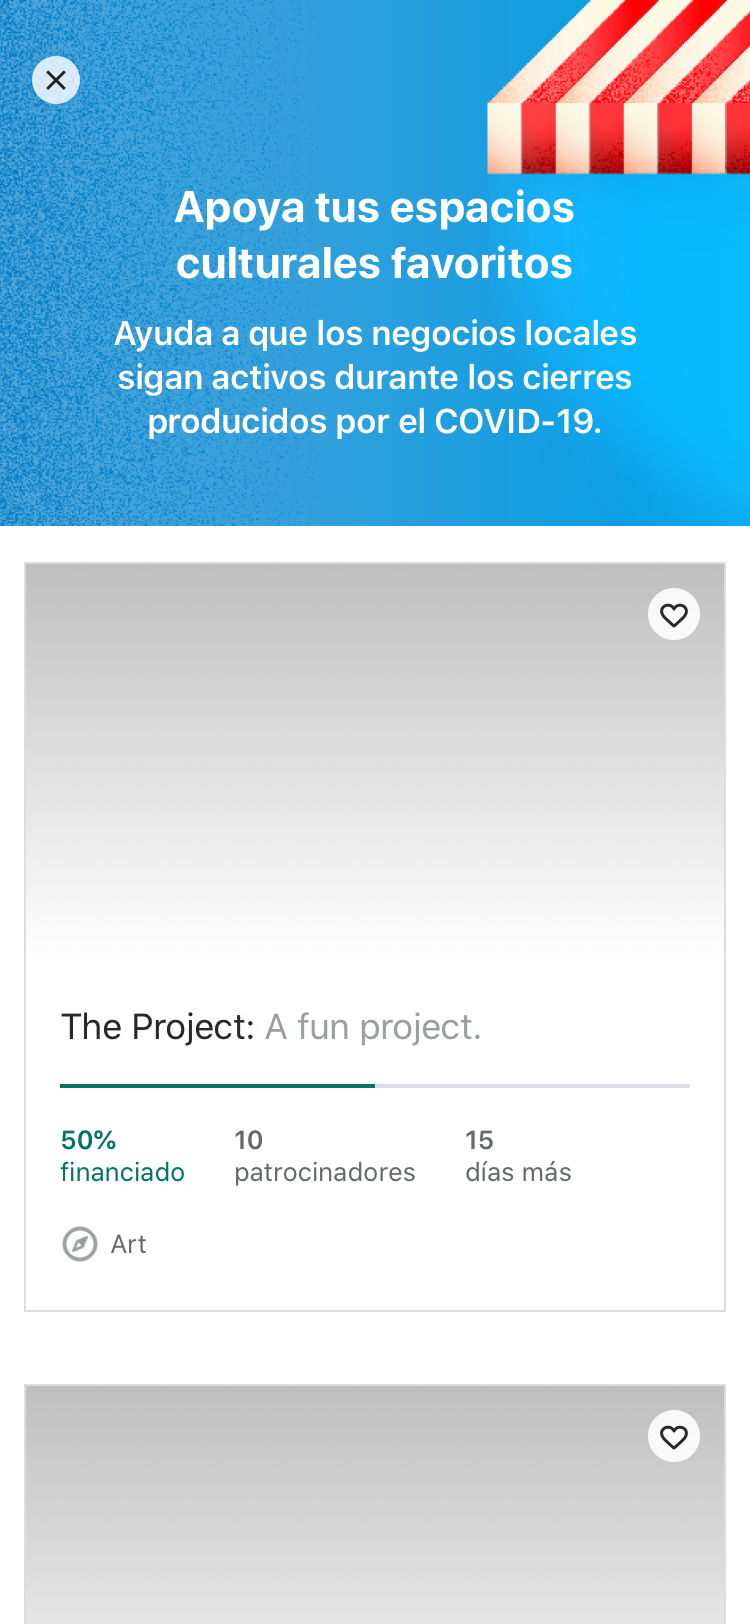 Apoya tus espacios
culturales favoritos
Ayuda a que los negocios locales
sigan activos durante los cierres
producidos por el COVID-19.
The Project: A fun project.
50% 10 15
financiado patrocinadores días más
Art